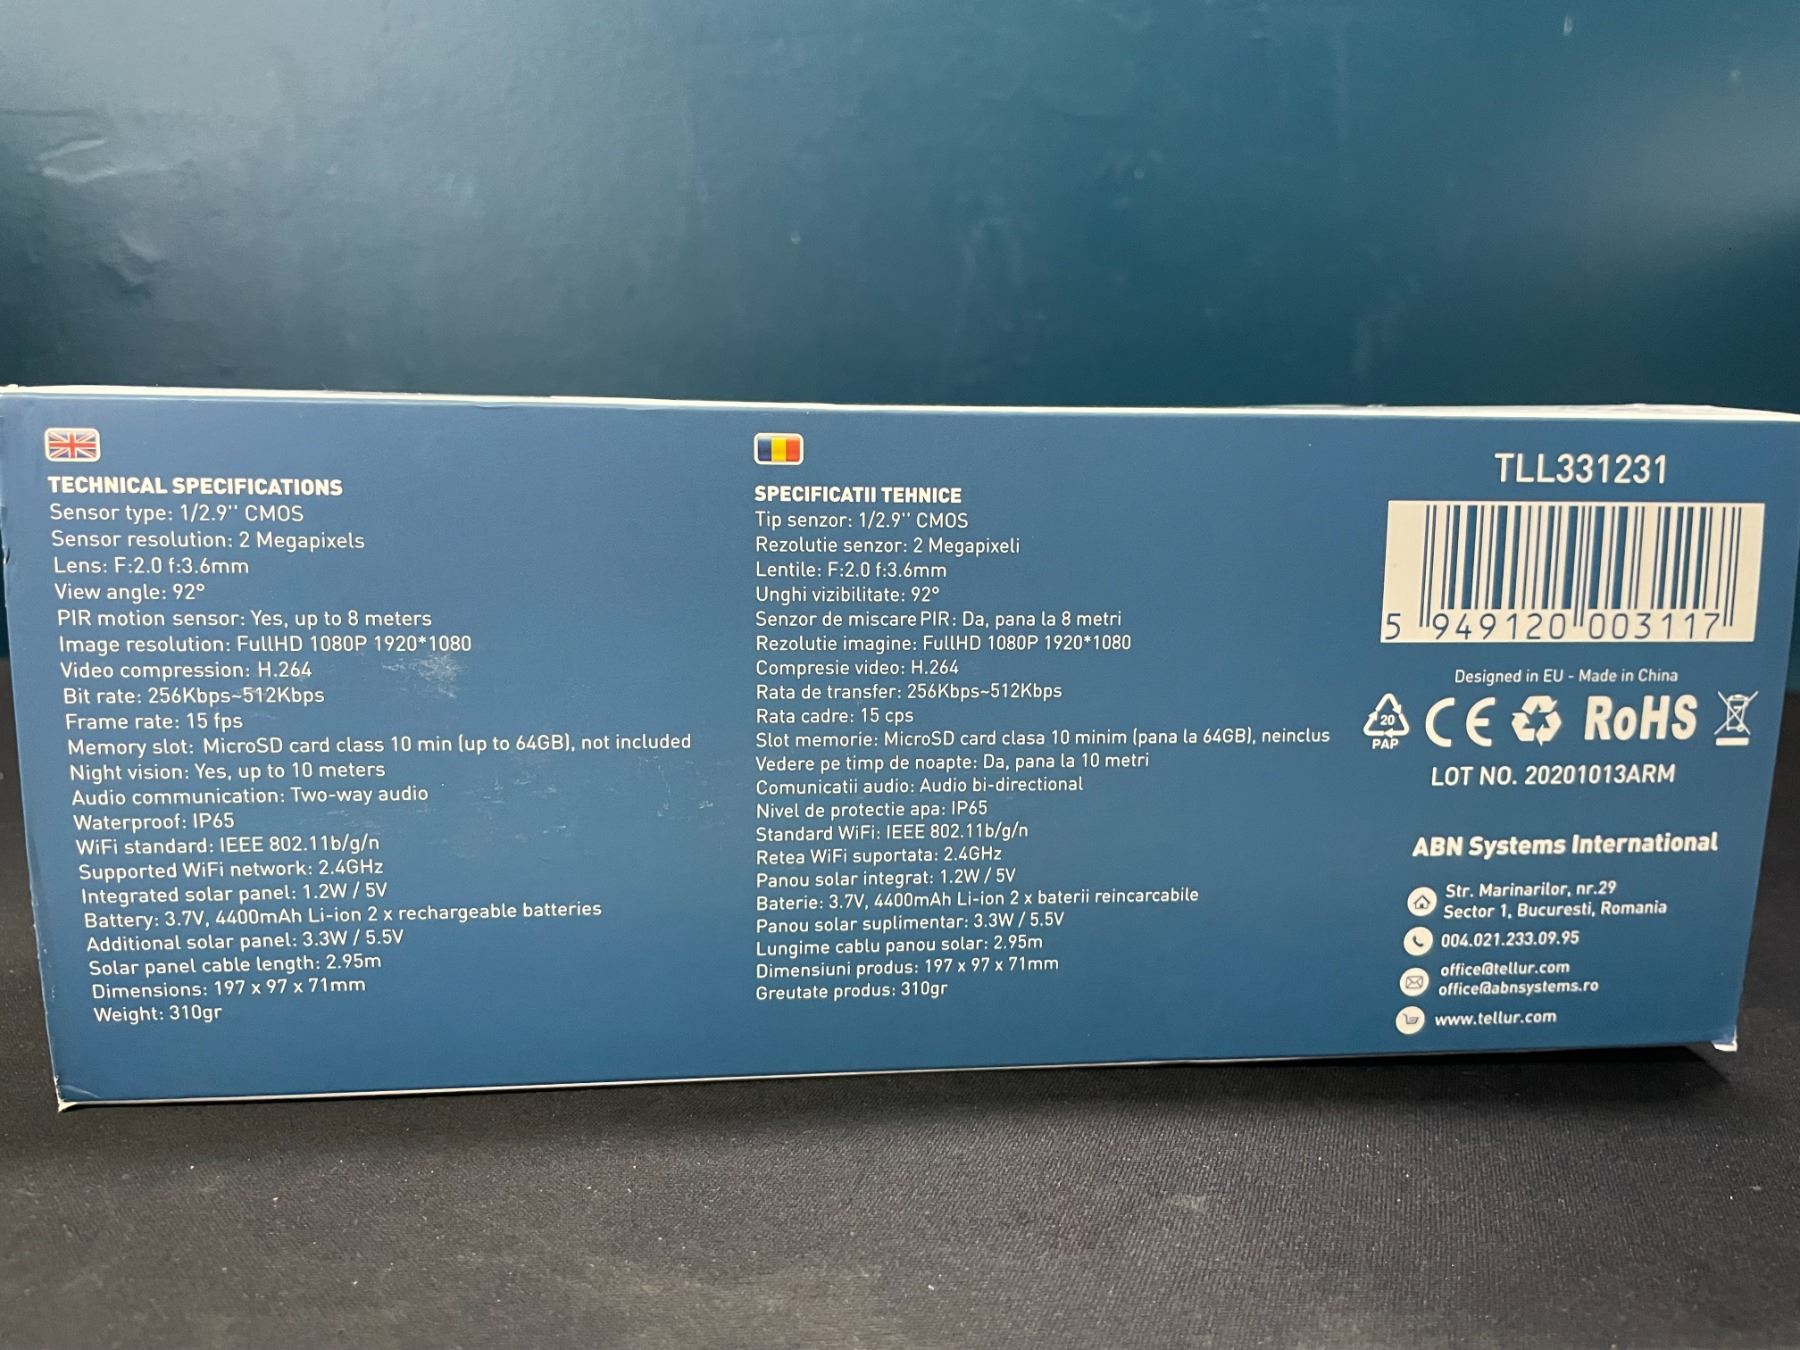 TECHNICAL SPECIFICATIONS
Sensor type: 1/2.9'' CMOS
Sensor resolution: 2 Megapixels
Lens: F:2.0 f:3.6mm
View angle: 92°
PIR motion sensor: Yes, up to 8 meters
Image resolution: FullHD 1080P 1920*1080
Video compression: H.264
Bit rate: 256Kbps~512Kbps
Frame rate: 15 fps
Memory slot: MicroSD card class 10 min (up to 64GB), not included
Night vision: Yes, up to 10 meters
Audio communication: Two-way audio
Waterproof: IP65
WiFi standard: IEEE 802.11b/g/n
Supported WiFi network: 2.4GHz
Integrated solar panel: 1.2W / 5V
Battery: 3.7V, 4400mAh Li-ion 2 x rechargeable batteries
Additional solar panel: 3.3W / 5.5V
Solar panel cable length: 2.95m
Dimensions: 197 x 97 x 71mm
Weight: 310gr
SPECIFICATII TEHNICE
Tip senzor: 1/2.9'' CMOS
Rezolutie senzor: 2 Megapixeli
Lentile: F:2.0 f:3.6mm
Unghi vizibilitate: 92°
Senzor de miscare PIR: Da, pana la 8 metri
Rezolutie imagine: FullHD 1080P 1920*1080
Compresie video: H.264
Rata de transfer: 256Kbps~512Kbps
Rata cadre: 15 cps
Slot memorie: MicroSD card clasa 10 minim (pana la 64GB), neinclus
Vedere pe timp de noapte: Da, pana la 10 metri
Comunicatii audio: Audio bi-directional
Nivel de protectie apa: IP65
Standard WiFi: IEEE 802.11b/g/n
Retea WiFi suportata: 2.4GHz
Panou solar integrat: 1.2W / 5V
Baterie: 3.7V, 4400mAh Li-ion 2 x baterii reincarcabile
Panou solar suplimentar: 3.3W / 5.5V
Lungime cablu panou solar: 2.95m
Dimensiuni produs: 197 x 97 x 71mm
Greutate produs: 310gr
TLL331231
5 949120 003117
Designed in EU - Made in China
20
PAP
CE
RoHS
LOT NO. 20201013ARM
ABN Systems International
Str. Marinarilor, nr.29
Sector 1, Bucuresti, Romania
004.021.233.09.95
office@tellur.com
office@abnsystems.ro
www.tellur.com